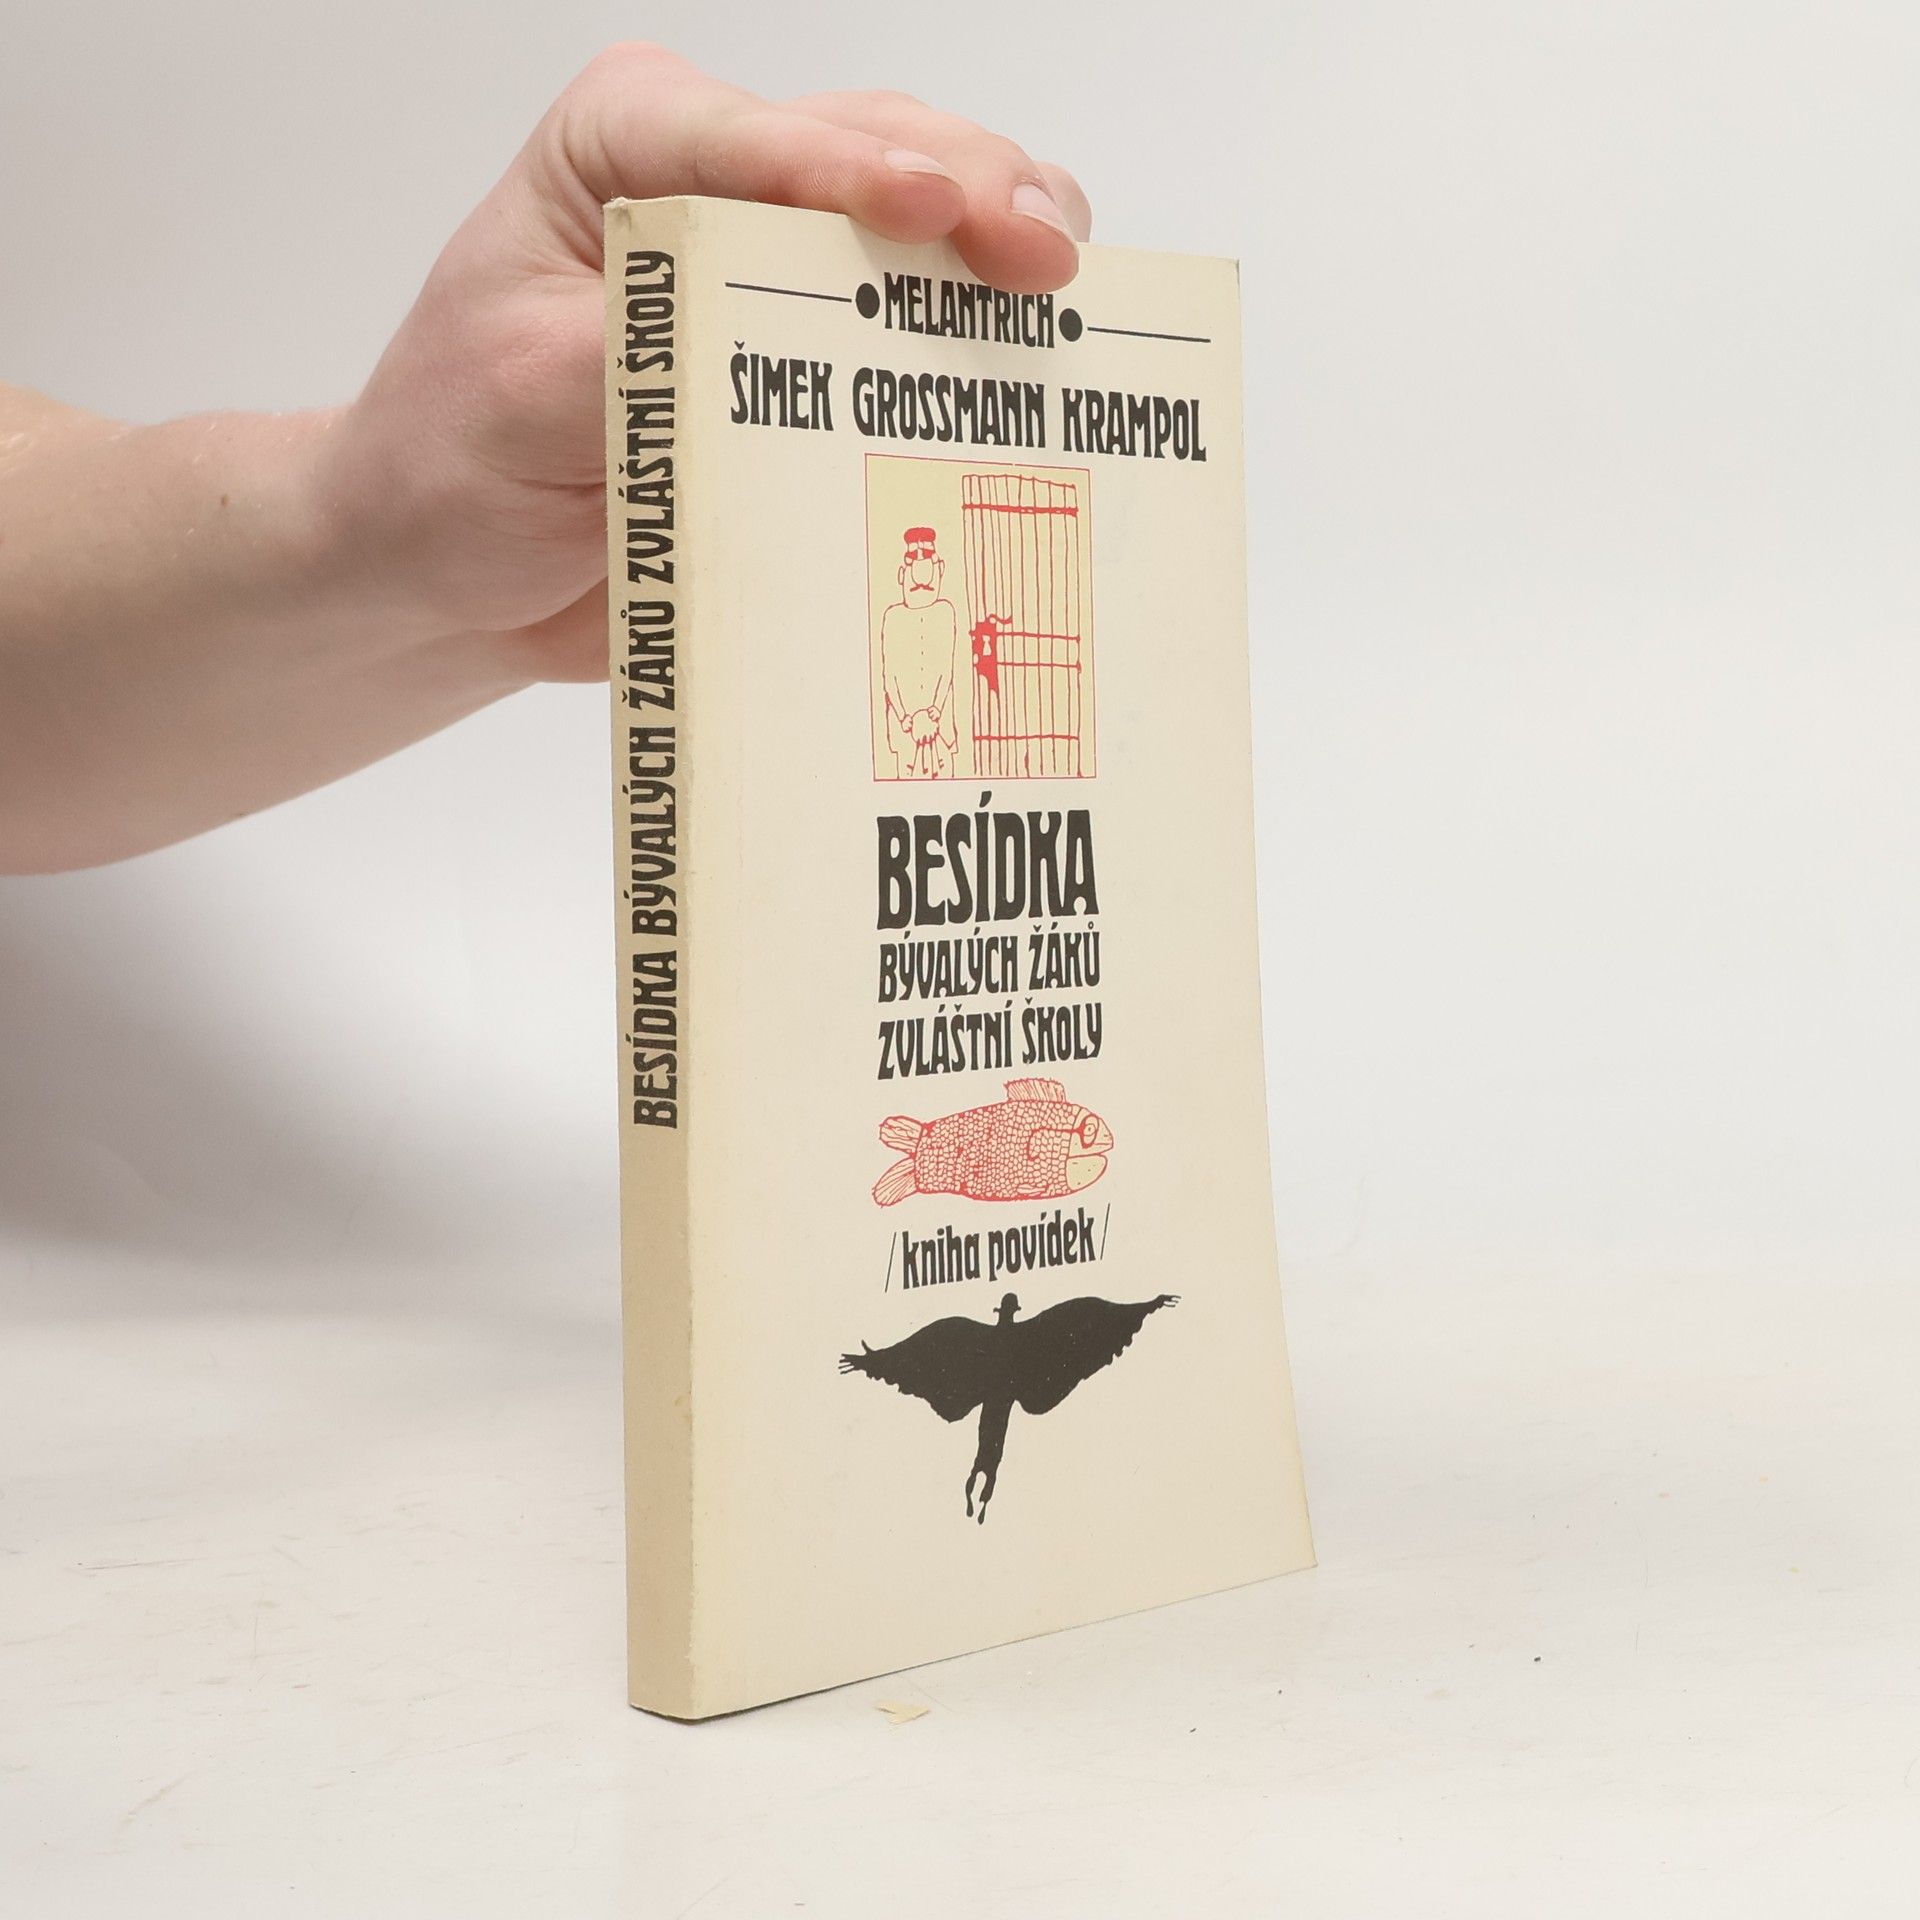 BESÍDKA BÝVALÝCH ŽÁKŮ ZVLÁŠTNÍ ŠKOLY
MELANTRICH
ŠIMEK GROSSMANN KRAMPOL
BESÍDKA
BÝVALÝCH ŽÁKŮ
ZVLÁŠTNÍ ŠKOLY
/kniha povídek/